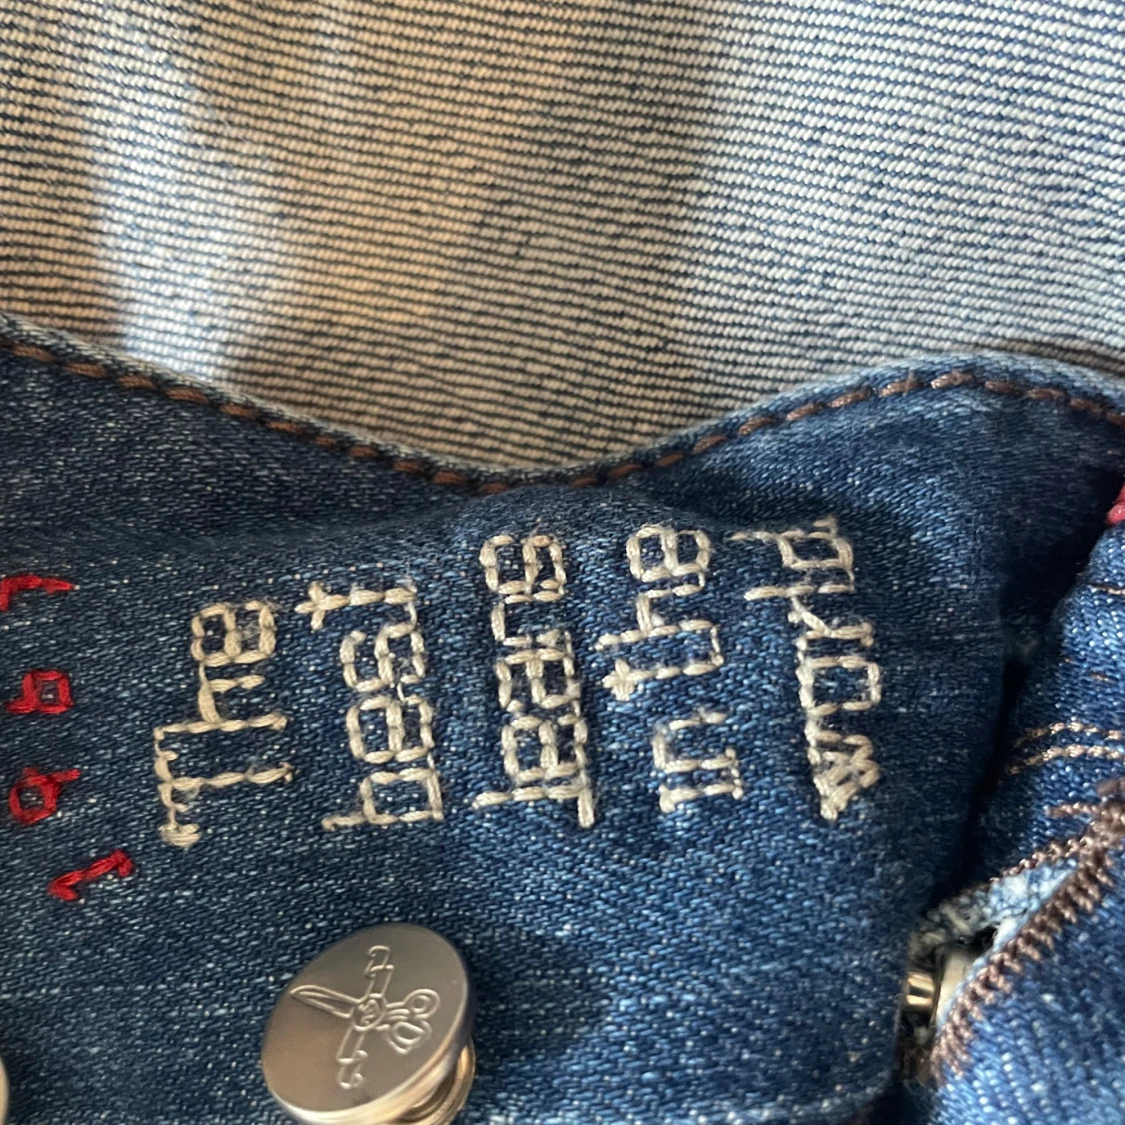 The
best
Jeans
in the
world